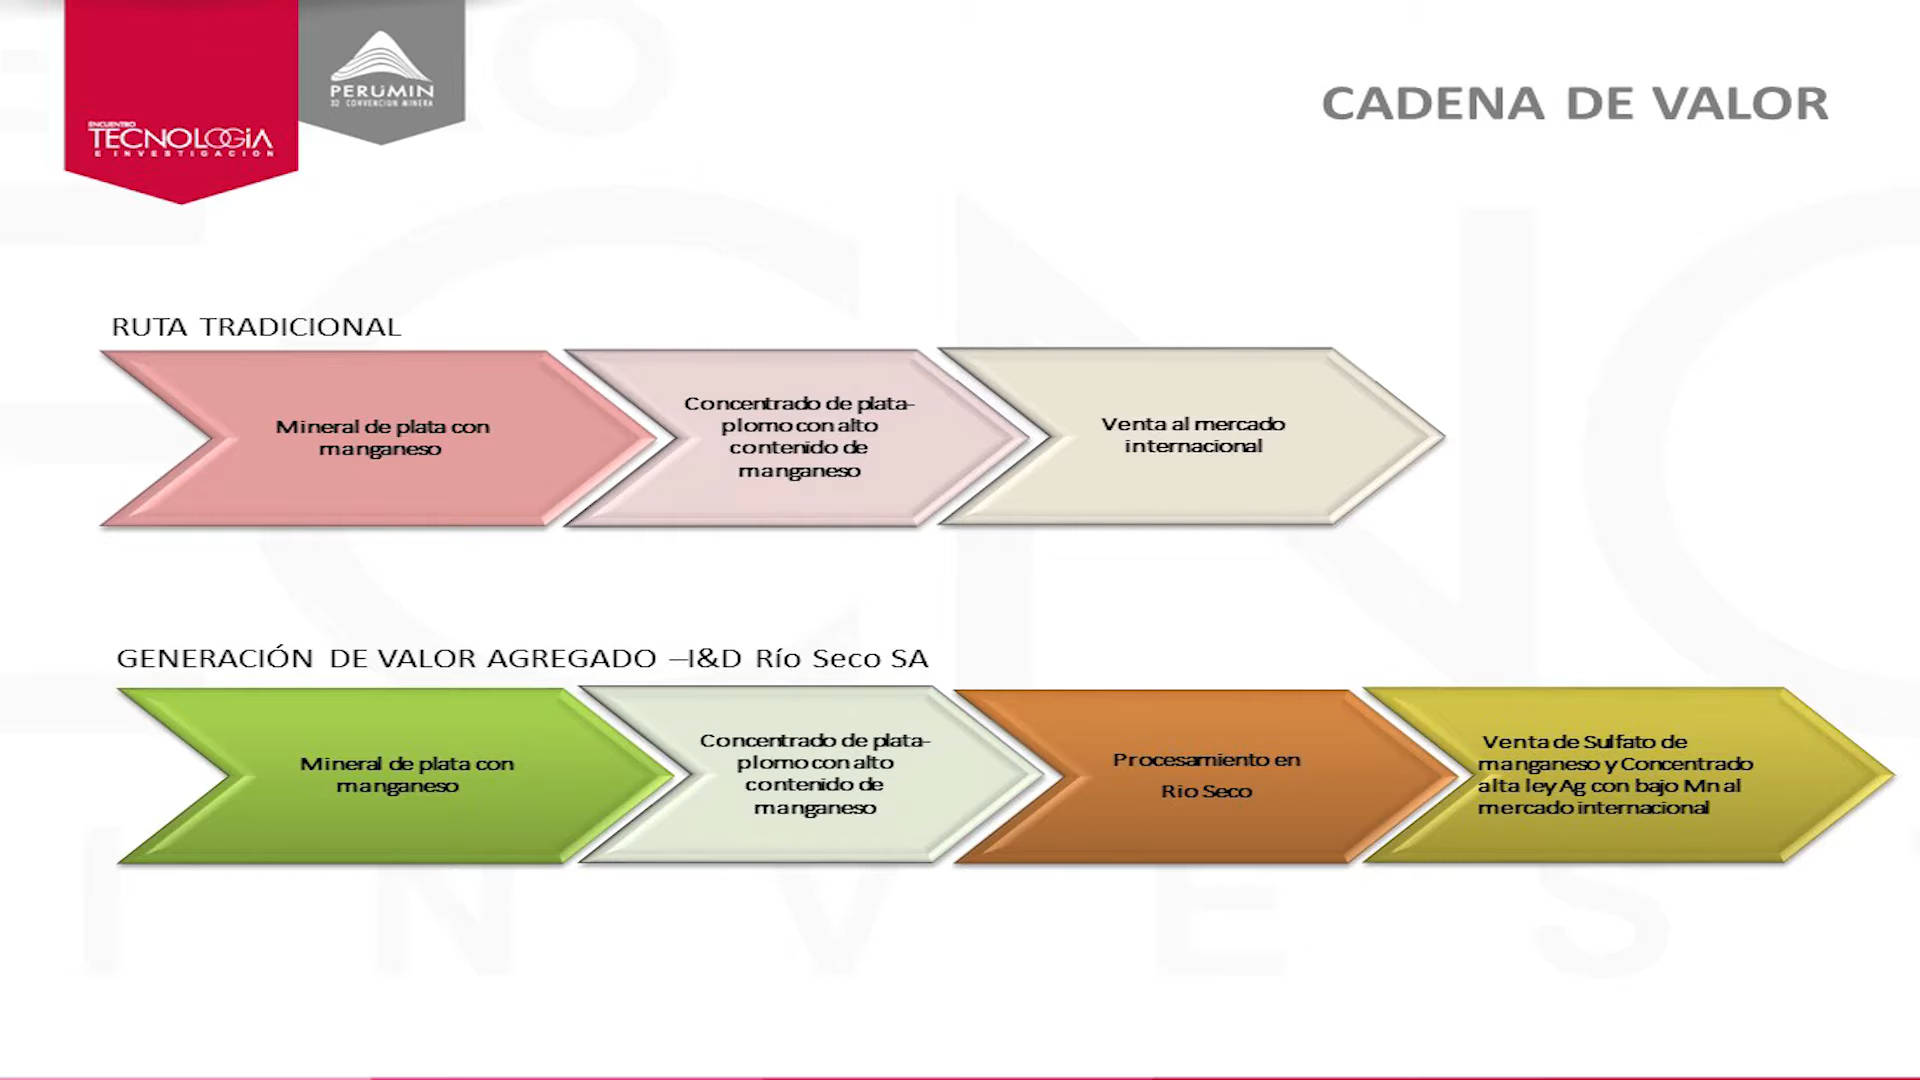 ENCUENTRO
TECNOLOGÍA
E INVESTIGACIÓN
PERUMIN
32 CONVENCIÓN MINERA
CADENA DE VALOR
RUTA TRADICIONAL
Mineral de plata con
manganeso
Concentrado de plata-
plomo con alto
contenido de
manganeso
Venta al mercado
internacional
GENERACIÓN DE VALOR AGREGADO –I&D Río Seco SA
Mineral de plata con
manganeso
Concentrado de plata-
plomo con alto
contenido de
manganeso
Procesamiento en
Rio Seco
Venta de Sulfato de
manganeso y Concentrado
alta ley Ag con bajo Mn al
mercado internacional